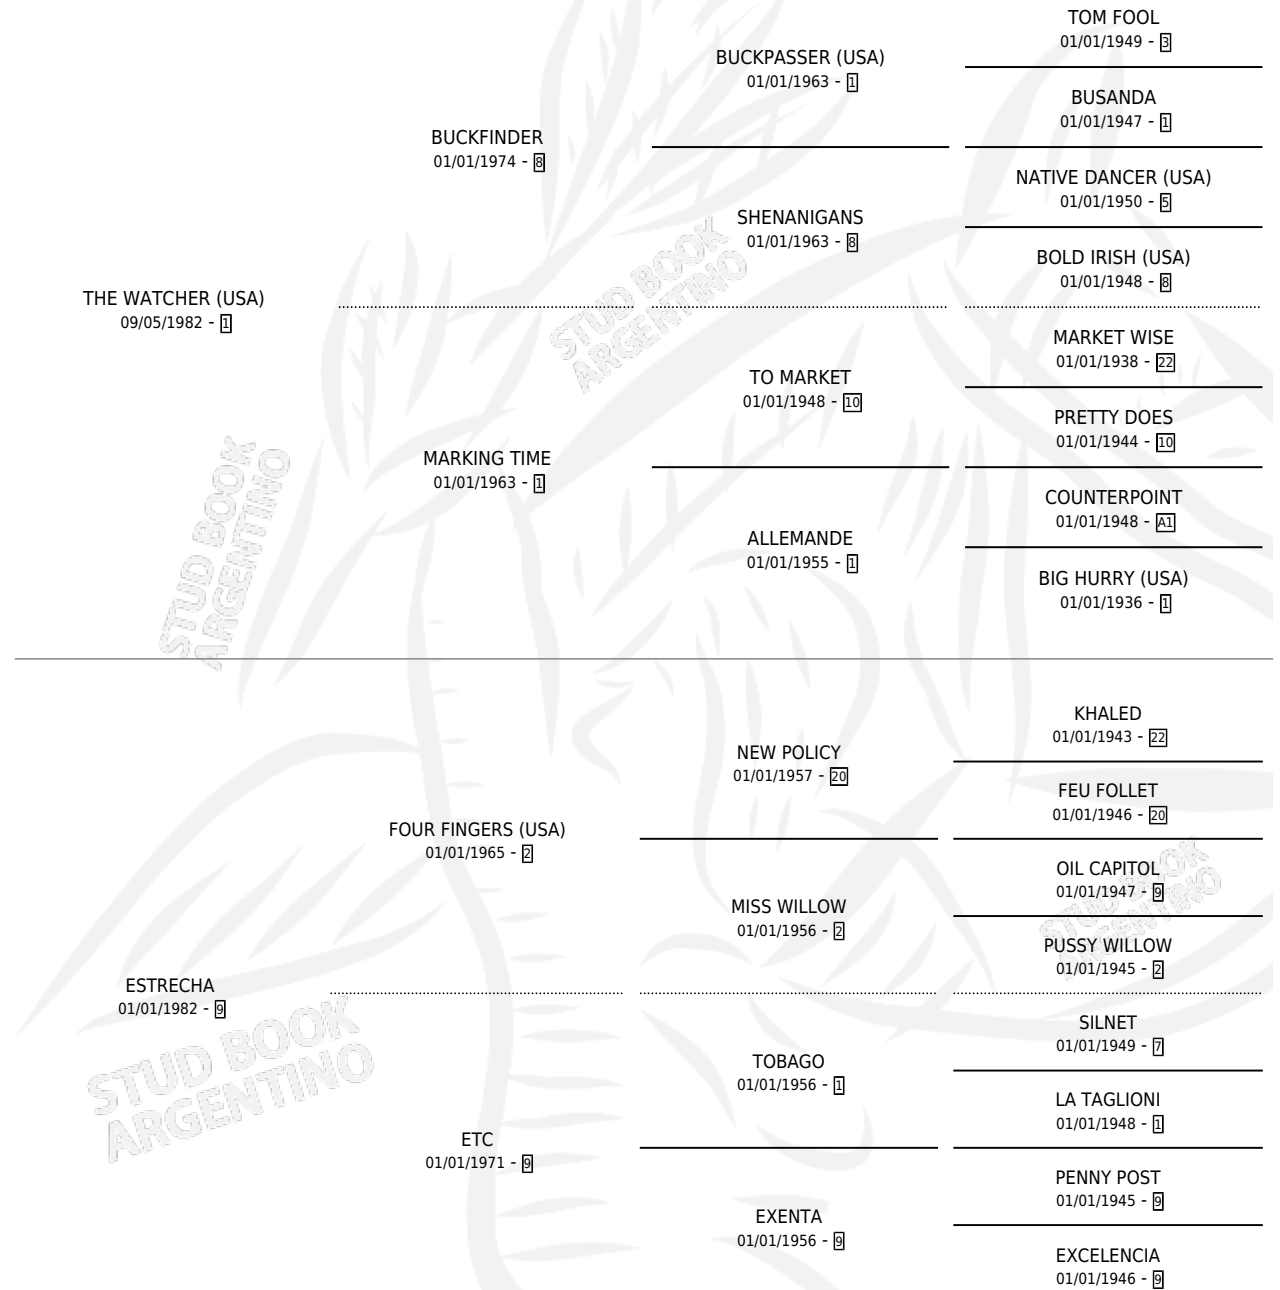 TOM FOOL
01/01/1949 - 3
BUCKPASSER (USA)
01/01/1963 - 1
BUSANDA
01/01/1947 - 1
BUCKFINDER
01/01/1974 - 8
NATIVE DANCER (USA)
01/01/1950 - 5
SHENANIGANS
01/01/1963 - 8
BOLD IRISH (USA)
01/01/1948 - 8
THE WATCHER (USA)
09/05/1982 - 1
MARKET WISE
01/01/1938 - 22
TO MARKET
01/01/1948 - 10
PRETTY DOES
01/01/1944 - 10
MARKING TIME
01/01/1963 - 1
COUNTERPOINT
01/01/1948 - A1
ALLEMANDE
01/01/1955 - 1
BIG HURRY (USA)
01/01/1936 - 1
KHALED
01/01/1943 - 22
NEW POLICY
01/01/1957 - 20
FEU FOLLET
01/01/1946 - 20
FOUR FINGERS (USA)
01/01/1965 - 2
OIL CAPITOL
01/01/1947 - 9
MISS WILLOW
01/01/1956 - 2
PUSSY WILLOW
01/01/1945 - 2
ESTRECHA
01/01/1982 - 9
SILNET
01/01/1949 - 7
TOBAGO
01/01/1956 - 1
LA TAGLIONI
01/01/1948 - 1
ETC
01/01/1971 - 9
PENNY POST
01/01/1945 - 9
EXENTA
01/01/1956 - 9
EXCELENCIA
01/01/1946 - 9
STUD BOOK
ARGENTINO
STUD BOOK
ARGENTINO
STUD BOOK
ARGENTINO
STUD BOOK
ARGENTINO